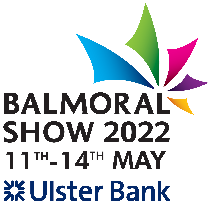 BALMORAL
SHOW 2022
11TH-14TH MAY
Ulster Bank